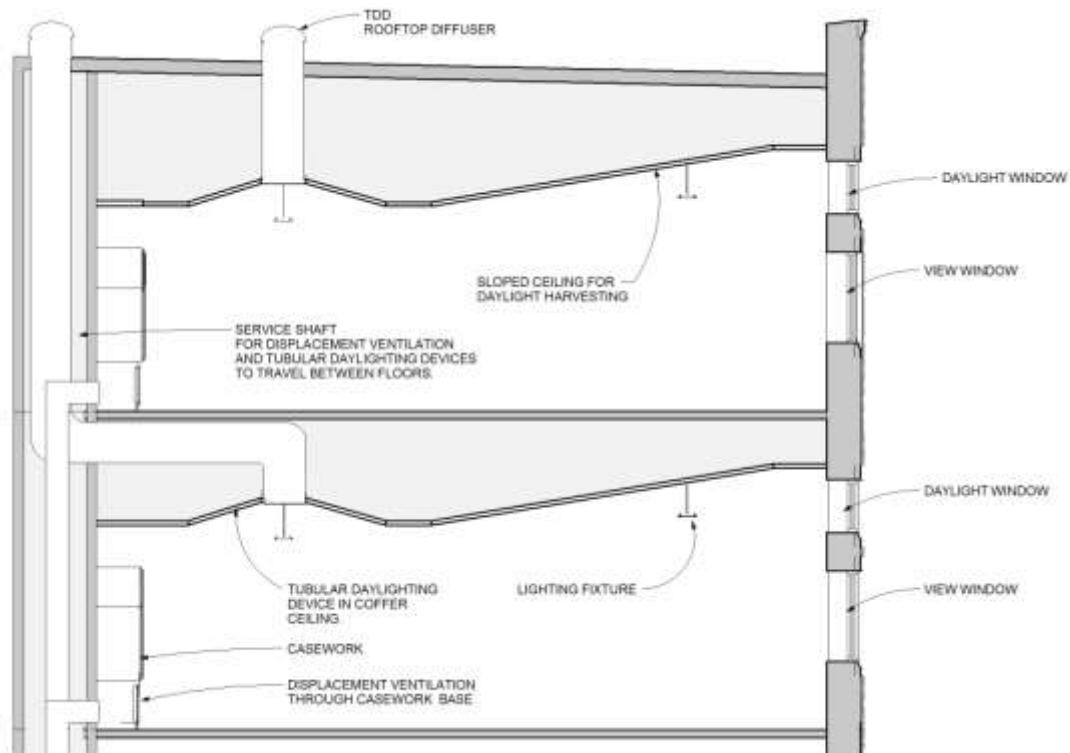 TDD
ROOFTOP DIFFUSER
DAYLIGHT WINDOW
VIEW WINDOW
SLOPED CEILING FOR
DAYLIGHT HARVESTING
SERVICE SHAFT
FOR DISPLACEMENT VENTILATION
AND TUBULAR DAYLIGHTING DEVICES
TO TRAVEL BETWEEN FLOORS.
DAYLIGHT WINDOW
TUBULAR DAYLIGHTING
DEVICE IN COFFER
CEILING
LIGHTING FIXTURE
VIEW WINDOW
CASEWORK
DISPLACEMENT VENTILATION
THROUGH CASEWORK BASE